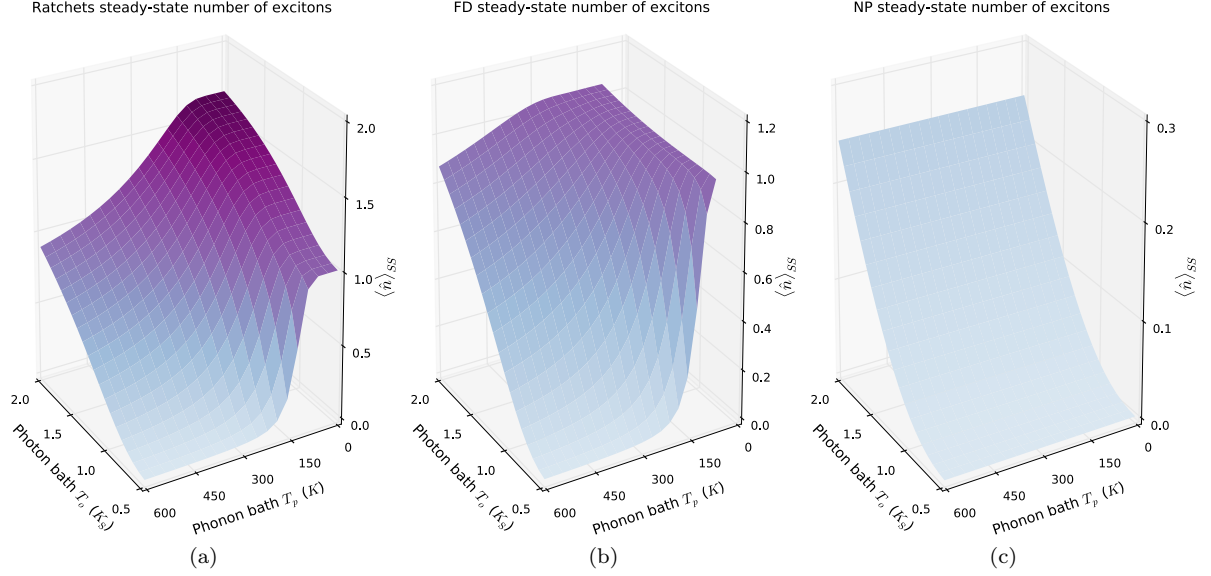 Ratchets steady-state number of excitons
2.0
1.5
1.0
0.5
0.0
⟨n̂⟩SS
2.0
1.5
1.0
0.5
Photon bath To (KS)
600
450
300
150
0
Phonon bath Tp (K)
(a)
FD steady-state number of excitons
1.2
1.0
0.8
0.6
0.4
0.2
0.0
⟨n̂⟩SS
2.0
1.5
1.0
0.5
Photon bath To (KS)
600
450
300
150
0
Phonon bath Tp (K)
(b)
NP steady-state number of excitons
0.3
0.2
0.1
0.0
⟨n̂⟩SS
2.0
1.5
1.0
0.5
Photon bath To (KS)
600
450
300
150
0
Phonon bath Tp (K)
(c)